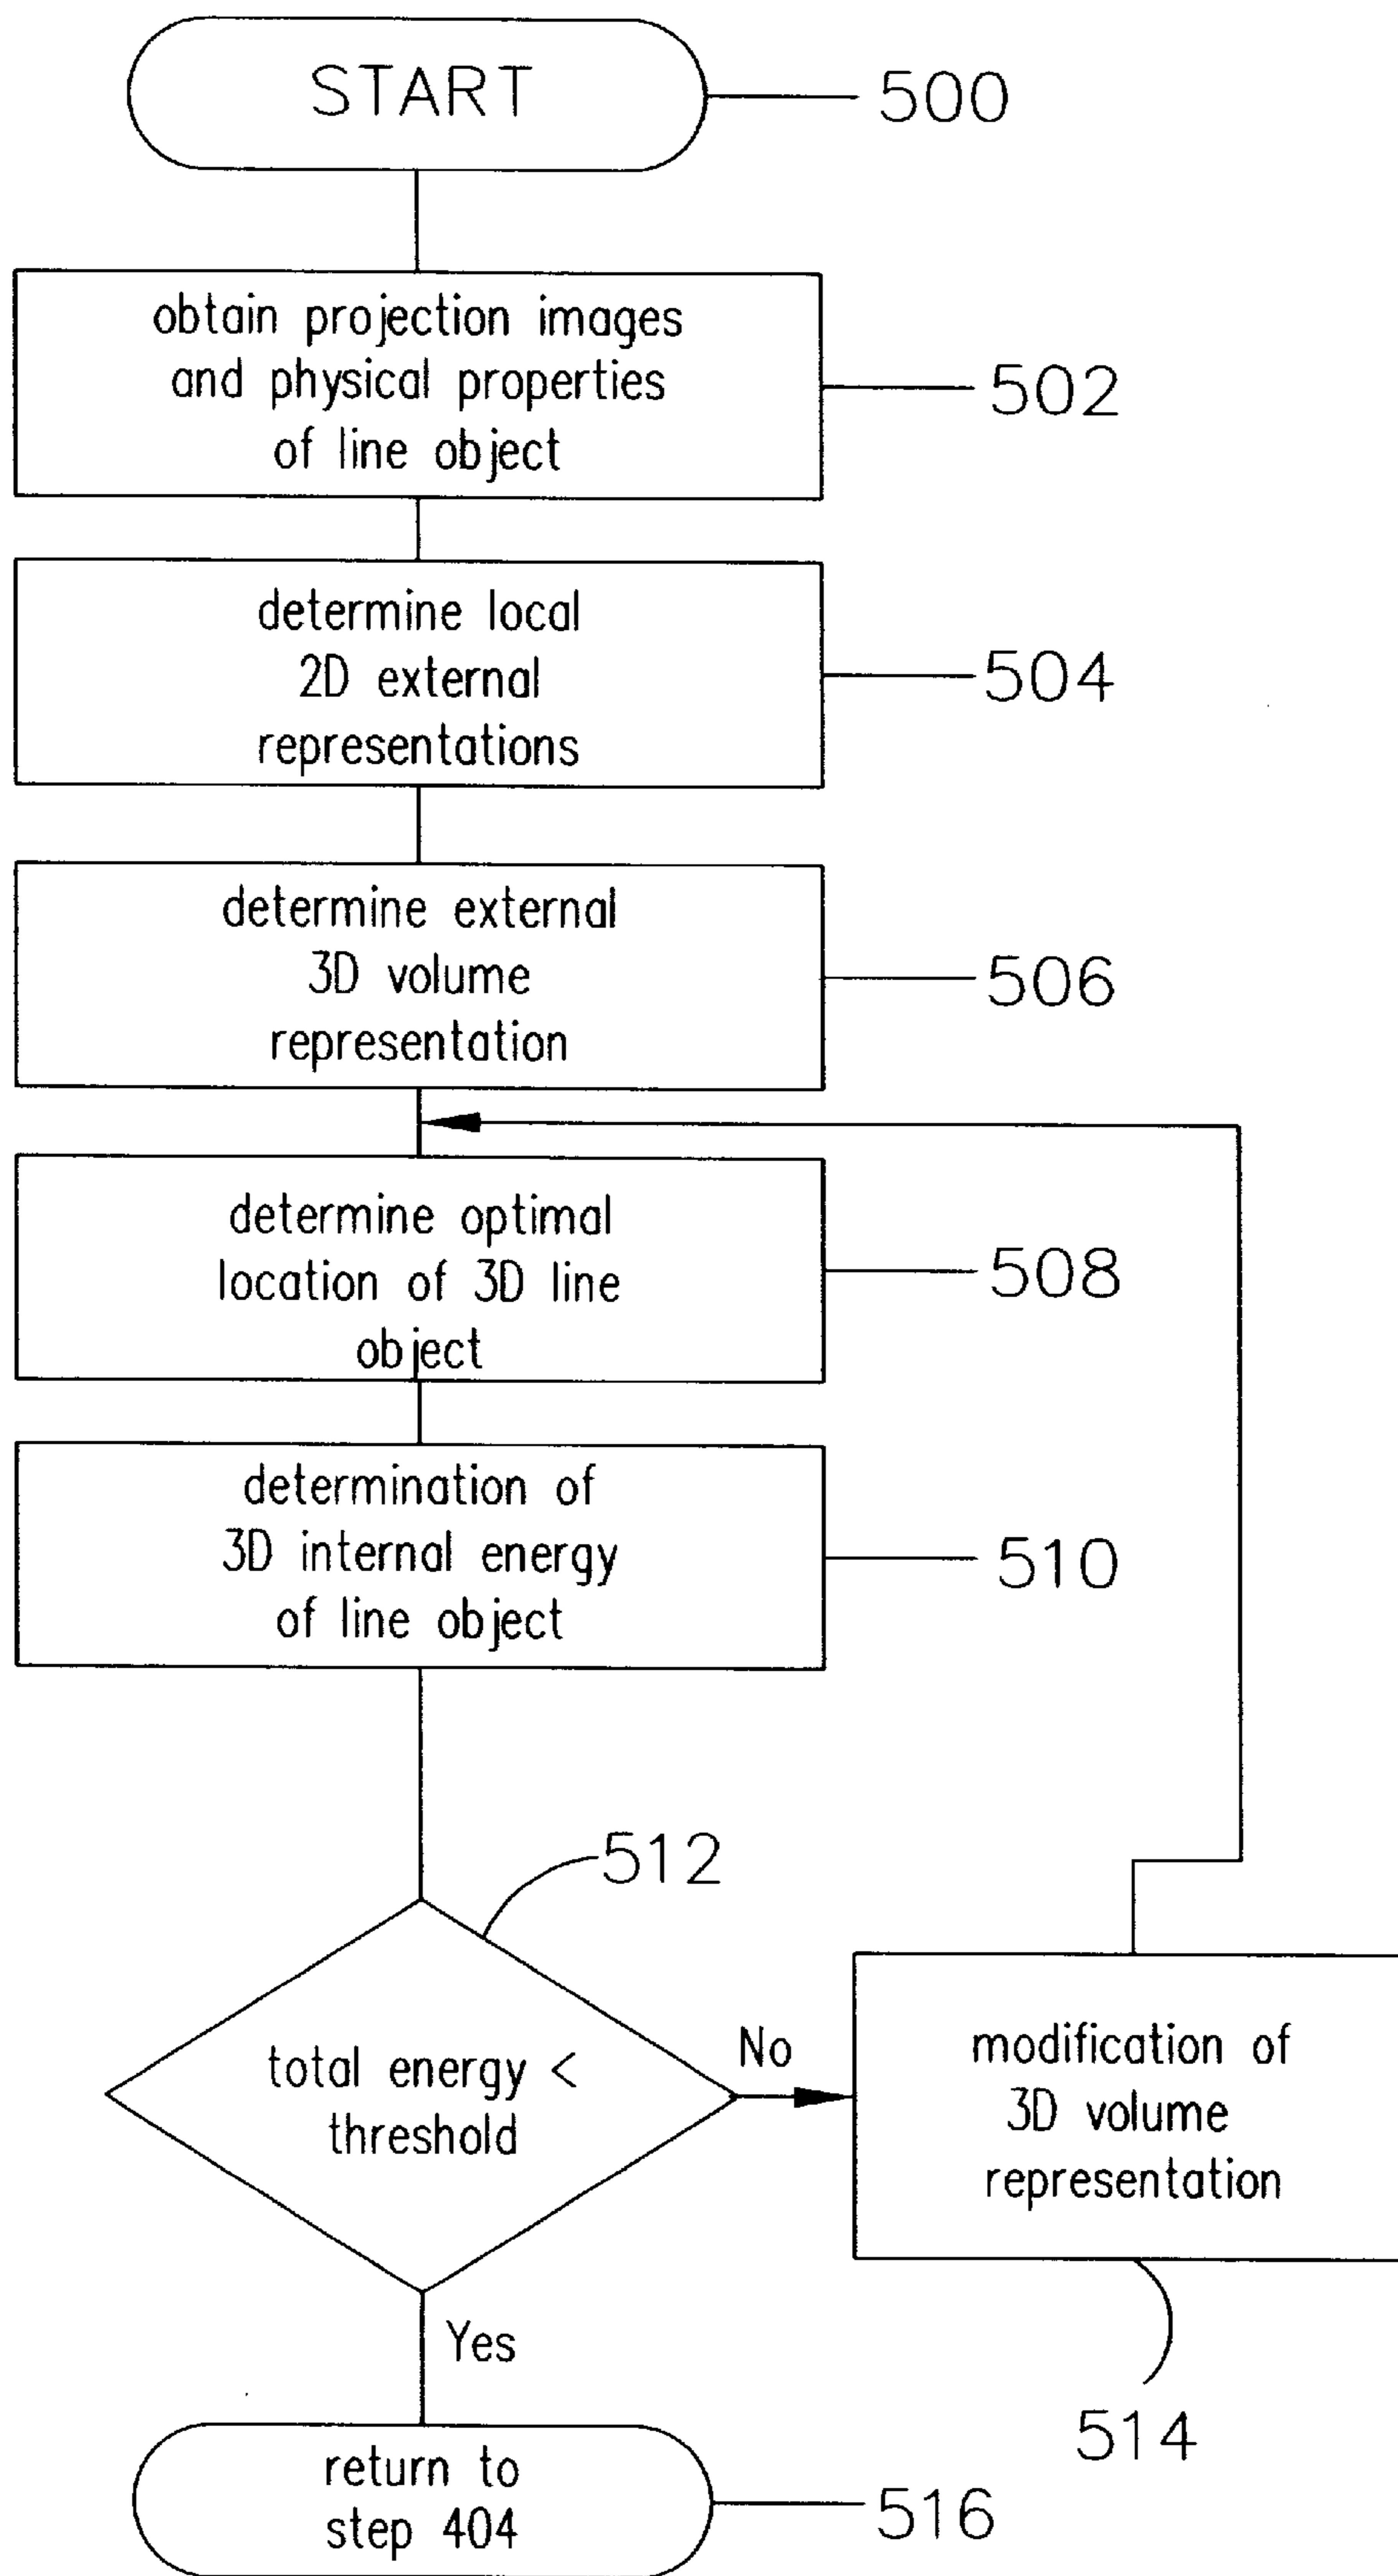 START
500
obtain projection images
and physical properties
of line object
502
determine local
2D external
representations
504
determine external
3D volume
representation
506
determine optimal
location of 3D line
object
508
determination of
3D internal energy
of line object
510
512
total energy <
threshold
No
modification of
3D volume
representation
514
Yes
return to
step 404
516